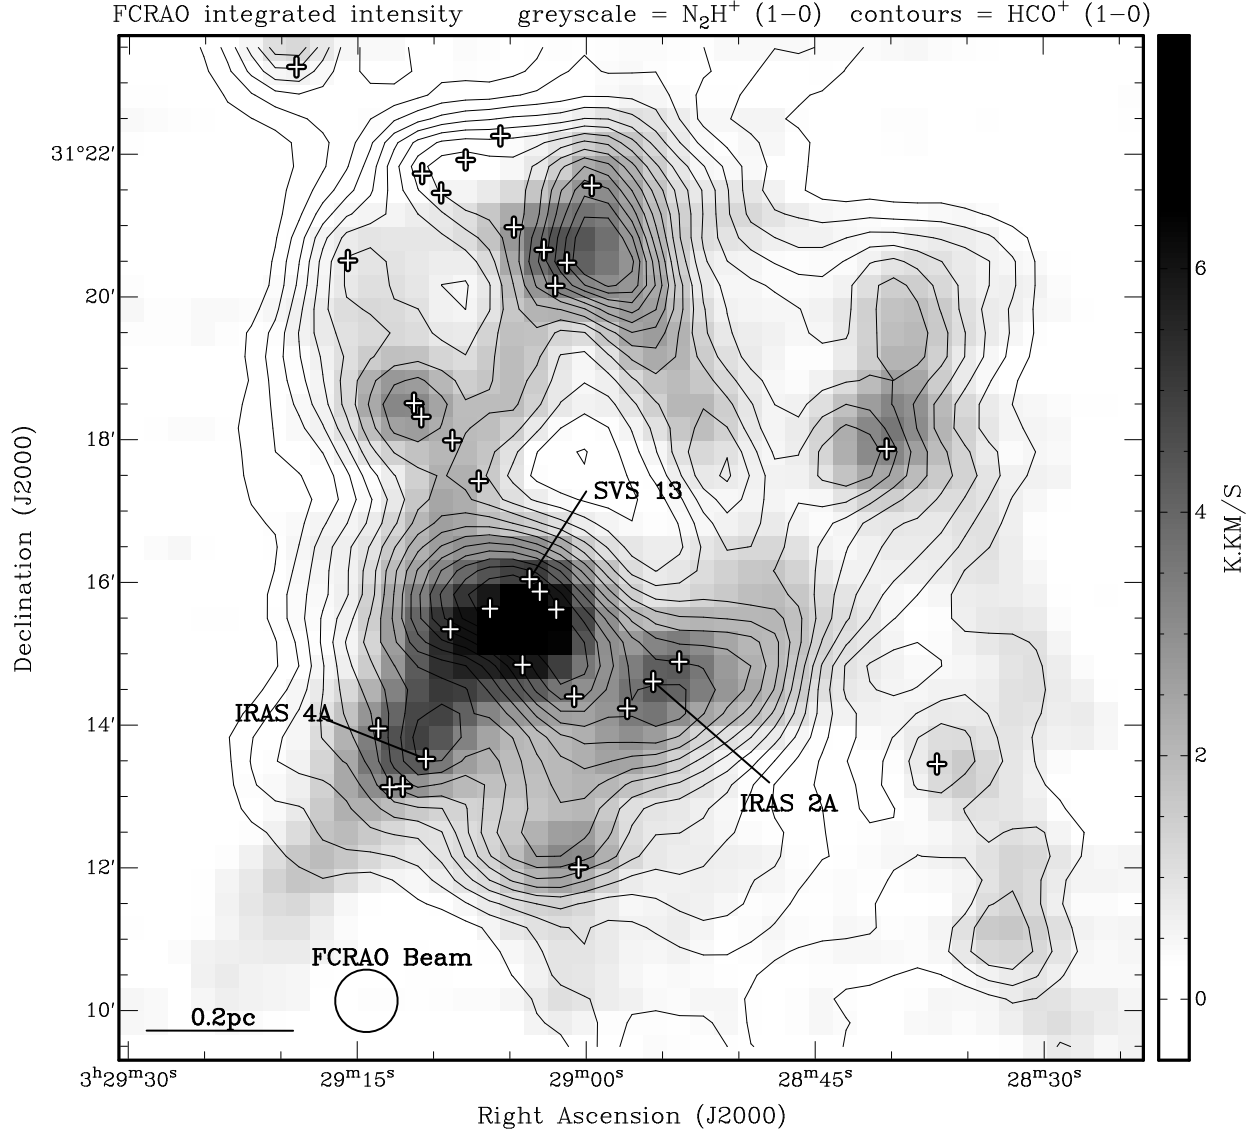 FCRAO integrated intensity greyscale = N₂H⁺ (1-0) contours = HCO⁺ (1-0)
31°22′
20′
18′
16′
14′
12′
10′
Declination (J2000)
SVS 13
IRAS 4A
IRAS 2A
FCRAO Beam
0.2pc
6
4
2
0
K.KM/S
3ʰ29ᵐ30ˢ 29ᵐ15ˢ 29ᵐ00ˢ 28ᵐ45ˢ 28ᵐ30ˢ
Right Ascension (J2000)